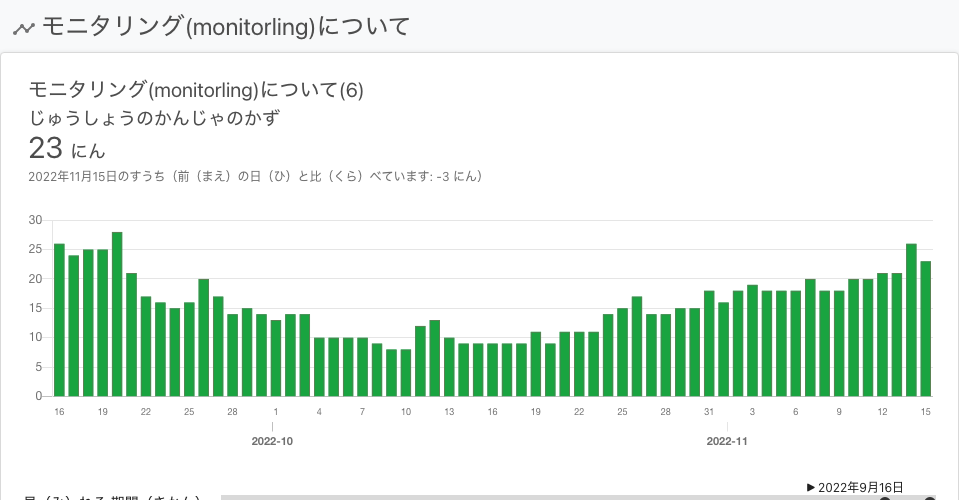 モニタリング(monitorling)について
モニタリング(monitorling)について(6)
じゅうしょうのかんじゃのかず
23 にん
2022年11月15日のすうち（前（まえ）の日（ひ）と比（くら）べています: -3 にん）
30
25
20
15
10
5
0
16 19 22 25 28 1 4 7 10 13 16 19 22 25 28 31 3 6 9 12 15
2022-10 2022-11
▶ 2022年9月16日